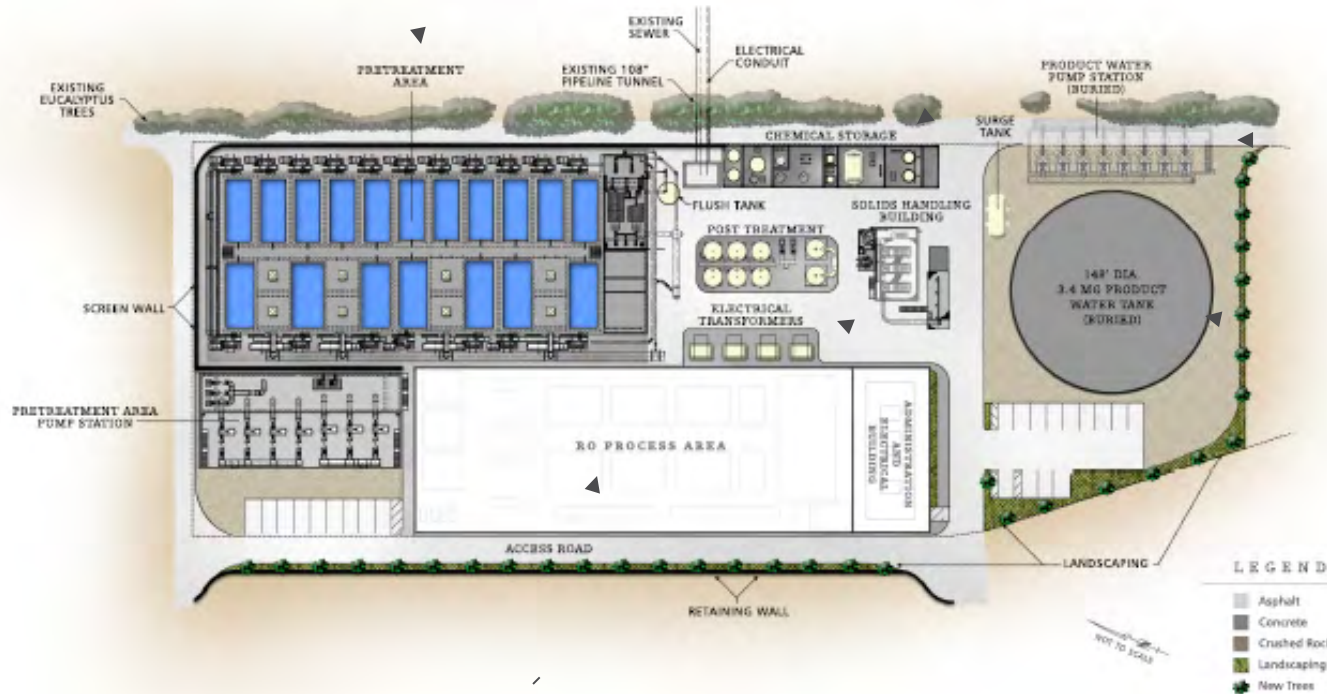 EXISTING
SEWER
ELECTRICAL
CONDUIT
PRETREATMENT
AREA
EXISTING 108"
PIPELINE TUNNEL
PRODUCT WATER
PUMP STATION
(BURIED)
EXISTING
EUCALYPTUS
TREES
SURGE
TANK
CHEMICAL STORAGE
FLUSH TANK
SOLIDS HANDLING
BUILDING
POST TREATMENT
149' DIA.
3.4 MG PRODUCT
WATER TANK
(BURIED)
SCREEN WALL
ELECTRICAL
TRANSFORMERS
PRETREATMENT AREA
PUMP STATION
RO PROCESS AREA
ADMINISTRATION
AND
ELECTRICAL
BUILDING
ACCESS ROAD
LANDSCAPING
RETAINING WALL
NOT TO SCALE
LEGEND
Asphalt
Concrete
Crushed Roc
Landscaping
New Trees